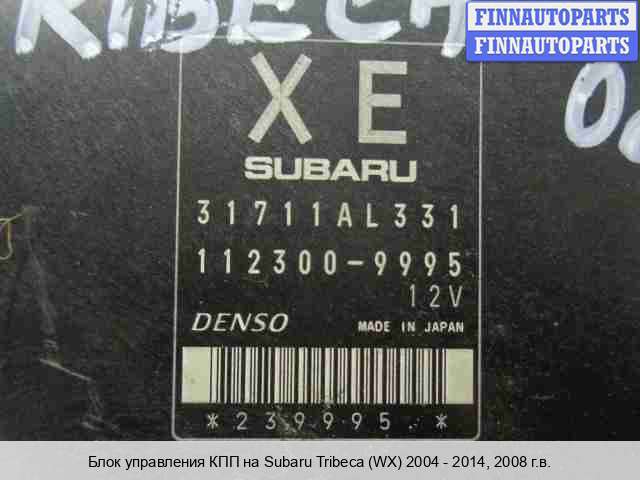 RIBECA
FINNAUTOPARTS
FINNAUTOPARTS
XE
SUBARU
31711AL331
112300-9995
12V
DENSO
MADE IN JAPAN
*239995.*
Блок управления КПП на Subaru Tribeca (WX) 2004 - 2014, 2008 г.в.